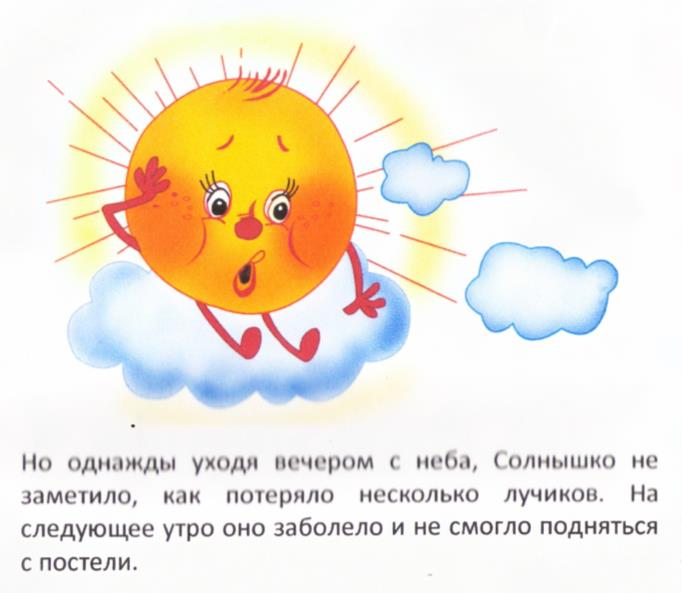 Но однажды уходя вечером с неба, Солнышко не
заметило, как потеряло несколько лучиков. На
следующее утро оно заболело и не смогло подняться
с постели.